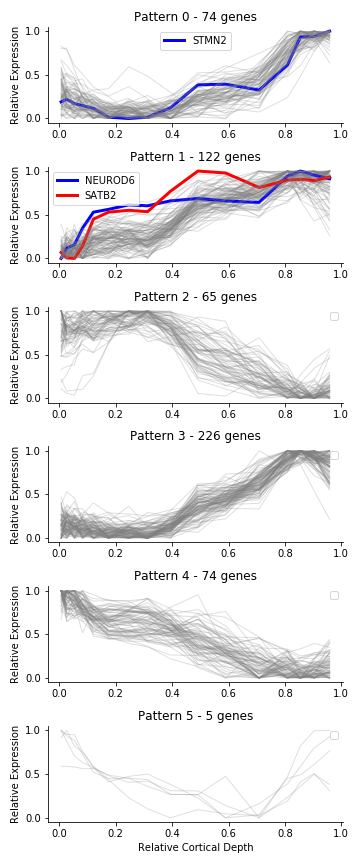 Pattern 0 - 74 genes
Relative Expression
1.0
0.5
0.0
STMN2
0.0 0.2 0.4 0.6 0.8 1.0
Pattern 1 - 122 genes
Relative Expression
1.0
0.5
0.0
NEUROD6
SATB2
0.0 0.2 0.4 0.6 0.8 1.0
Pattern 2 - 65 genes
Relative Expression
1.0
0.5
0.0
0.0 0.2 0.4 0.6 0.8 1.0
Pattern 3 - 226 genes
Relative Expression
1.0
0.5
0.0
0.0 0.2 0.4 0.6 0.8 1.0
Pattern 4 - 74 genes
Relative Expression
1.0
0.5
0.0
0.0 0.2 0.4 0.6 0.8 1.0
Pattern 5 - 5 genes
Relative Expression
1.0
0.5
0.0
0.0 0.2 0.4 0.6 0.8 1.0
Relative Cortical Depth